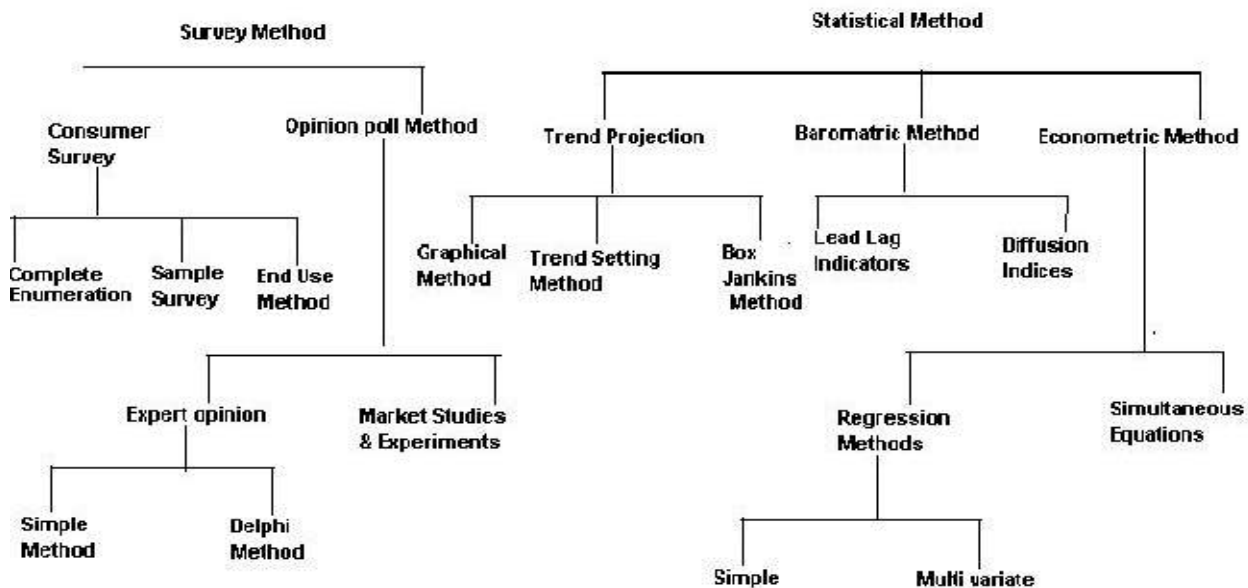 Survey Method
Statistical Method
Consumer
Survey
Opinion poll Method
Trend Projection
Baromatric Method
Econometric Method
Complete
Enumeration
Sample
Survey
End Use
Method
Graphical
Method
Trend Setting
Method
Box
Jankins
Method
Lead Lag
Indicators
Diffusion
Indices
Expert opinion
Market Studies
& Experiments
Regression
Methods
Simultaneous
Equations
Simple
Method
Delphi
Method
Simple
Multi variate